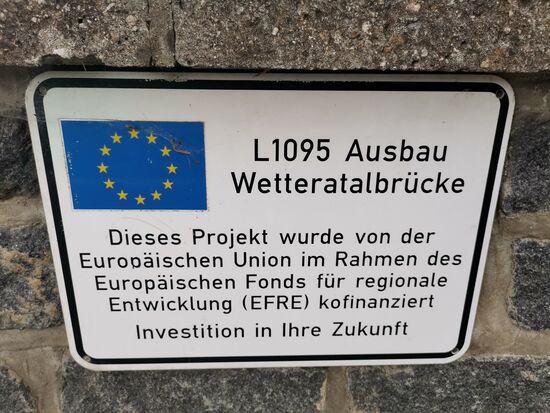 L1095 Ausbau
Wetteratalbrücke
Dieses Projekt wurde von der
Europäischen Union im Rahmen des
Europäischen Fonds für regionale
Entwicklung (EFRE) kofinanziert
Investition in Ihre Zukunft